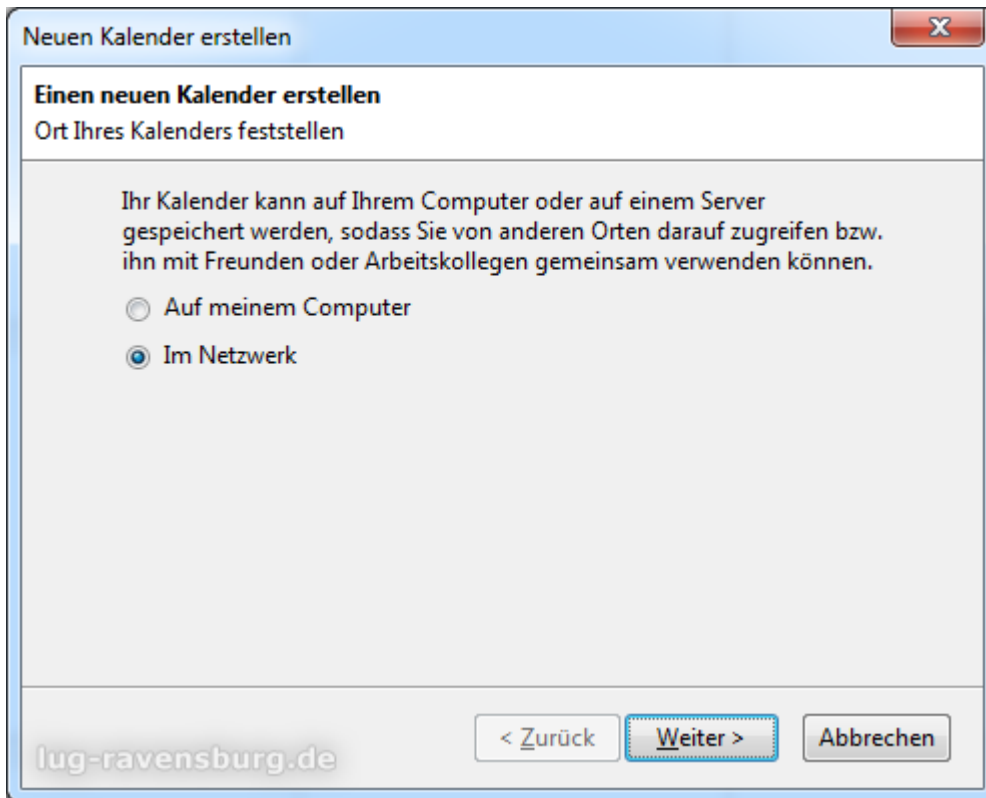 Neuen Kalender erstellen
Einen neuen Kalender erstellen
Ort Ihres Kalenders feststellen
Ihr Kalender kann auf Ihrem Computer oder auf einem Server
gespeichert werden, sodass Sie von anderen Orten darauf zugreifen bzw.
ihn mit Freunden oder Arbeitskollegen gemeinsam verwenden können.
Auf meinem Computer
Im Netzwerk
< Zurück Weiter > Abbrechen
lug-ravensburg.de